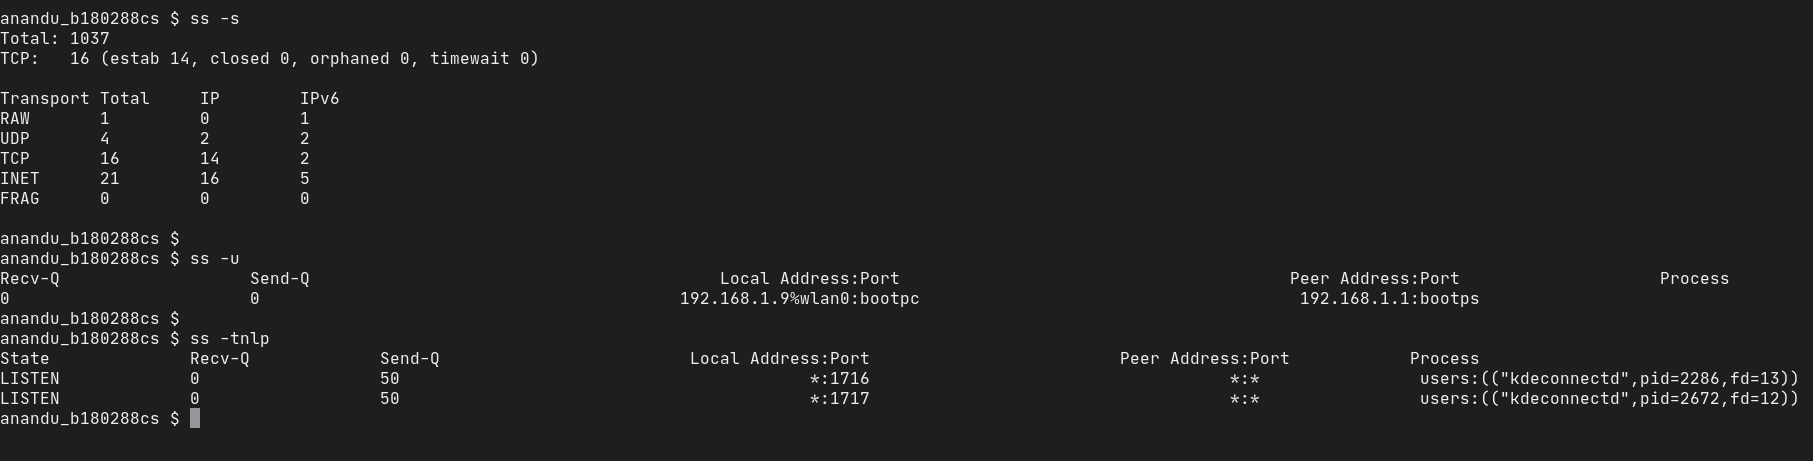 anandu_b180288cs $ ss -s
Total: 1037
TCP:   16 (estab 14, closed 0, orphaned 0, timewait 0)
Transport Total     IP        IPv6
RAW       1         0         1
UDP       4         2         2
TCP       16        14        2
INET      21        16        5
FRAG      0         0         0
anandu_b180288cs $
anandu_b180288cs $ ss -u
Recv-Q Send-Q Local Address:Port Peer Address:Port Process
0 0 192.168.1.9%wlan0:bootpc 192.168.1.1:bootps
anandu_b180288cs $
anandu_b180288cs $ ss -tnlp
State Recv-Q Send-Q Local Address:Port Peer Address:Port Process
LISTEN 0 50 *:1716 *:* users:(("kdeconnectd",pid=2286,fd=13))
LISTEN 0 50 *:1717 *:* users:(("kdeconnectd",pid=2672,fd=12))
anandu_b180288cs $